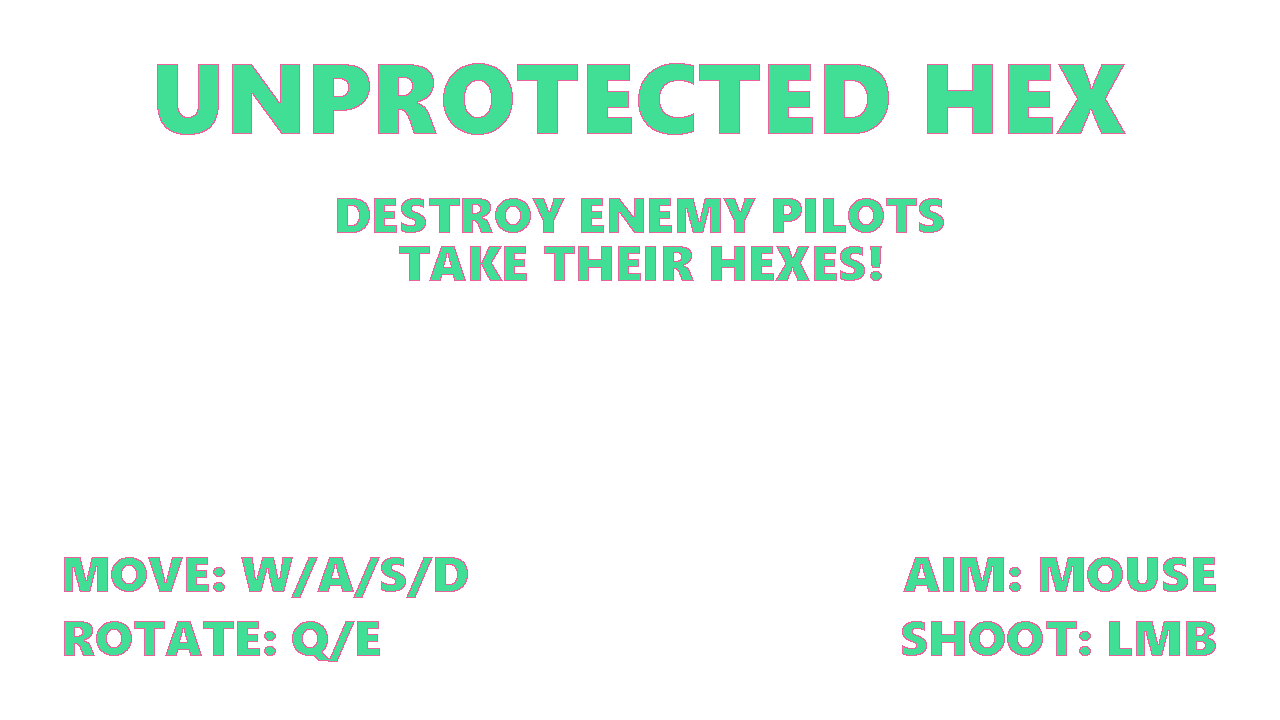 UNPROTECTED HEX
DESTROY ENEMY PILOTS
TAKE THEIR HEXES!
MOVE: W/A/S/D
ROTATE: Q/E
AIM: MOUSE
SHOOT: LMB